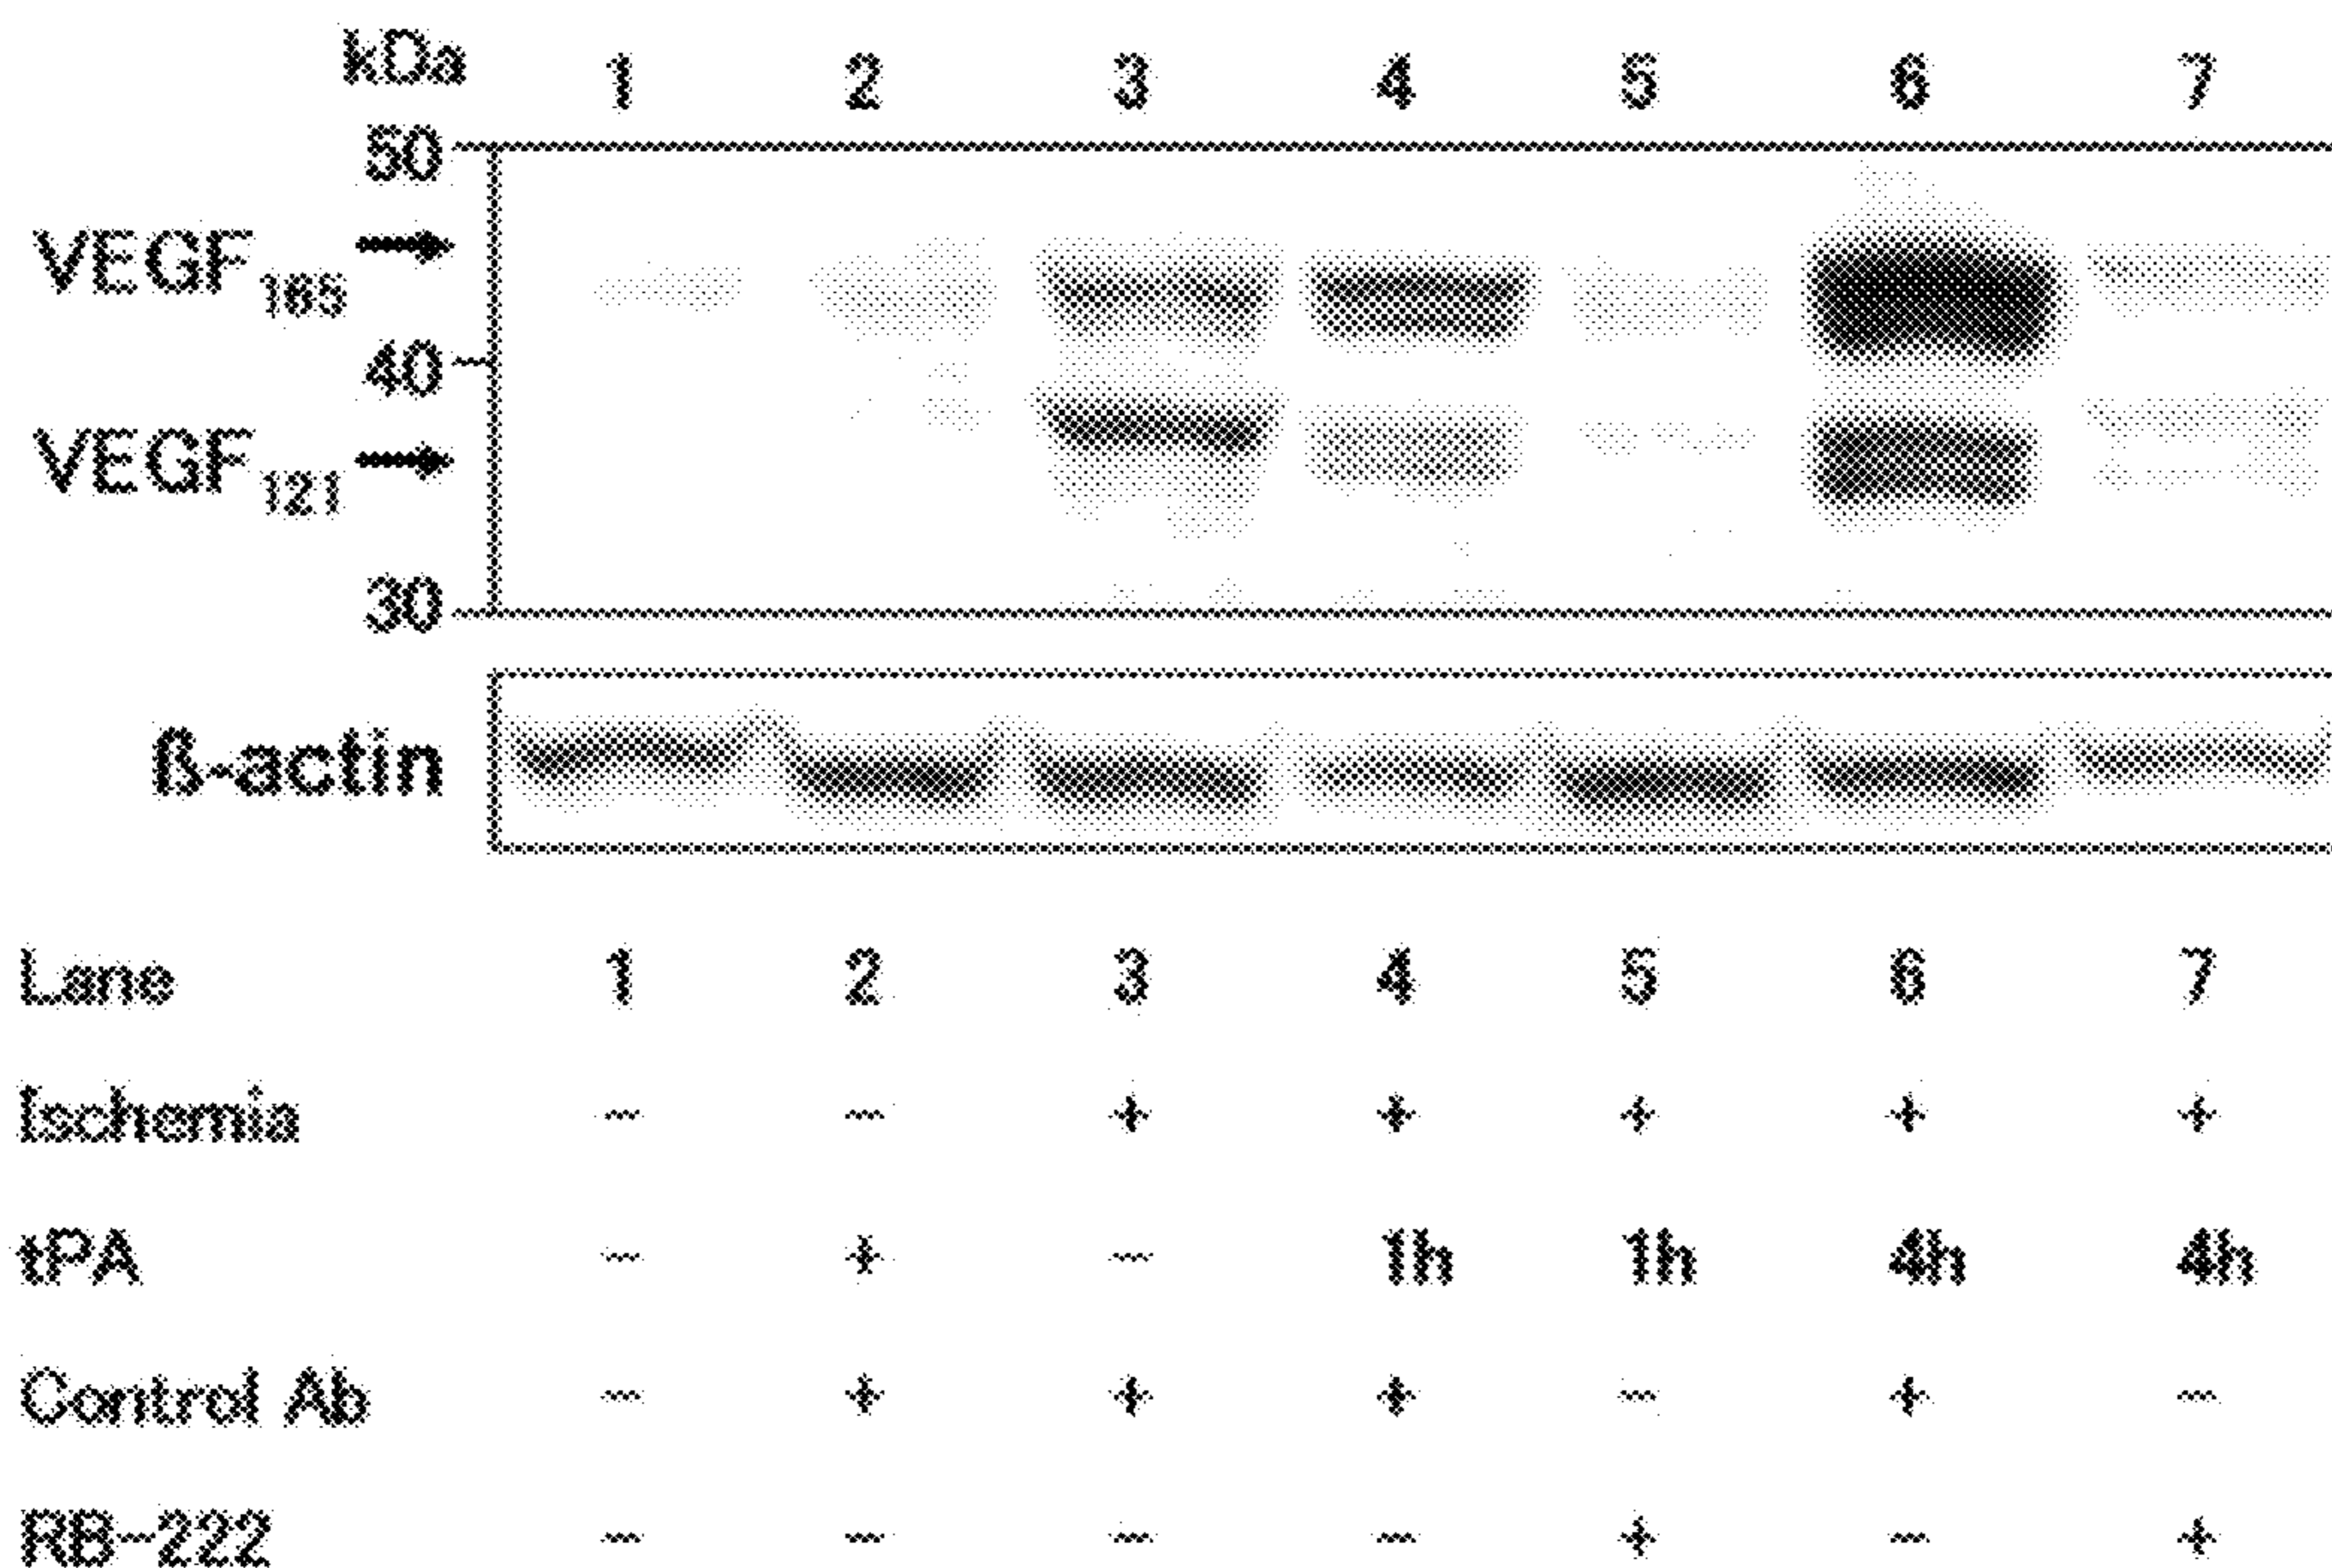 kDa 1 2 3 4 5 6 7
50
VEGF165
40
VEGF121
30
ß-actin
Lane 1 2 3 4 5 6 7
Ischemia – – + + + + +
tPA – + – 1h 1h 4h 4h
Control Ab – + + + – + –
RB-222 – – – – + – +